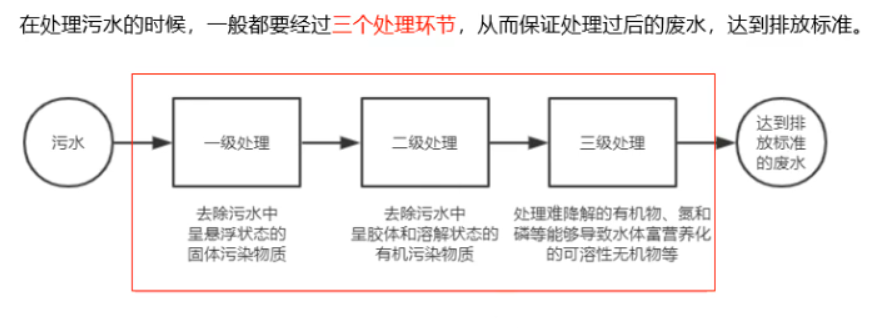 在处理污水的时候，一般都要经过三个处理环节，从而保证处理过后的废水，达到排放标准。
污水
一级处理
二级处理
三级处理
达到排
放标准
的废水
去除污水中
呈悬浮状态的
固体污染物质
去除污水中
呈胶体和溶解状态的
有机污染物质
处理难降解的有机物、氮和
磷等能够导致水体富营养化
的可溶性无机物等